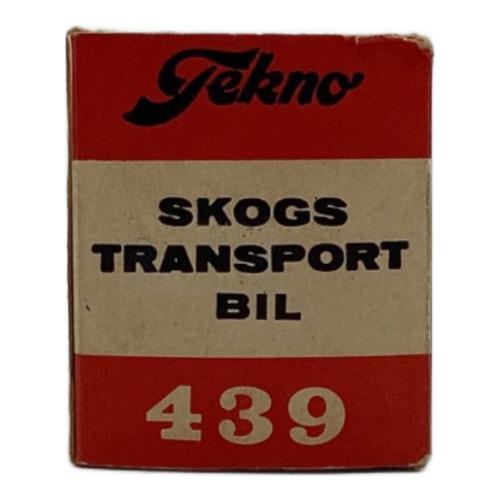 Tekno
SKOGS
TRANSPORT
BIL
439